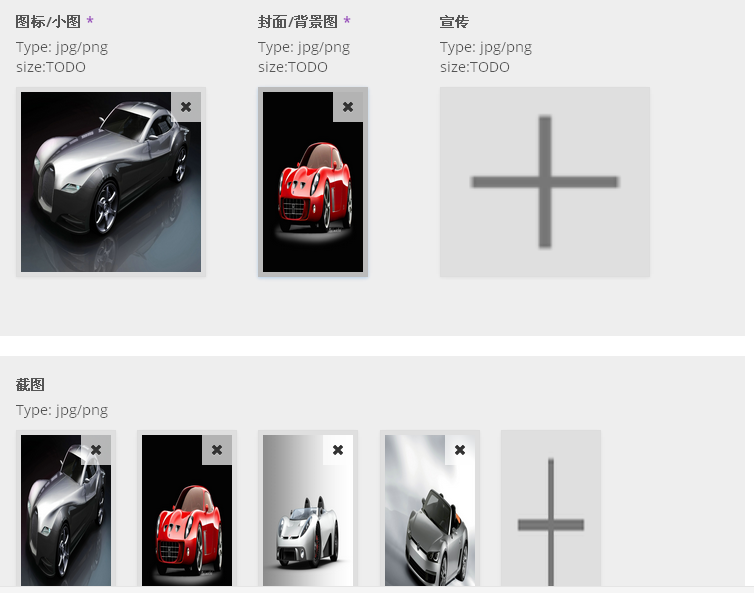 图标/小图 *
Type: jpg/png
size:TODO
封面/背景图 *
Type: jpg/png
size:TODO
宣传
Type: jpg/png
size:TODO
截图
Type: jpg/png